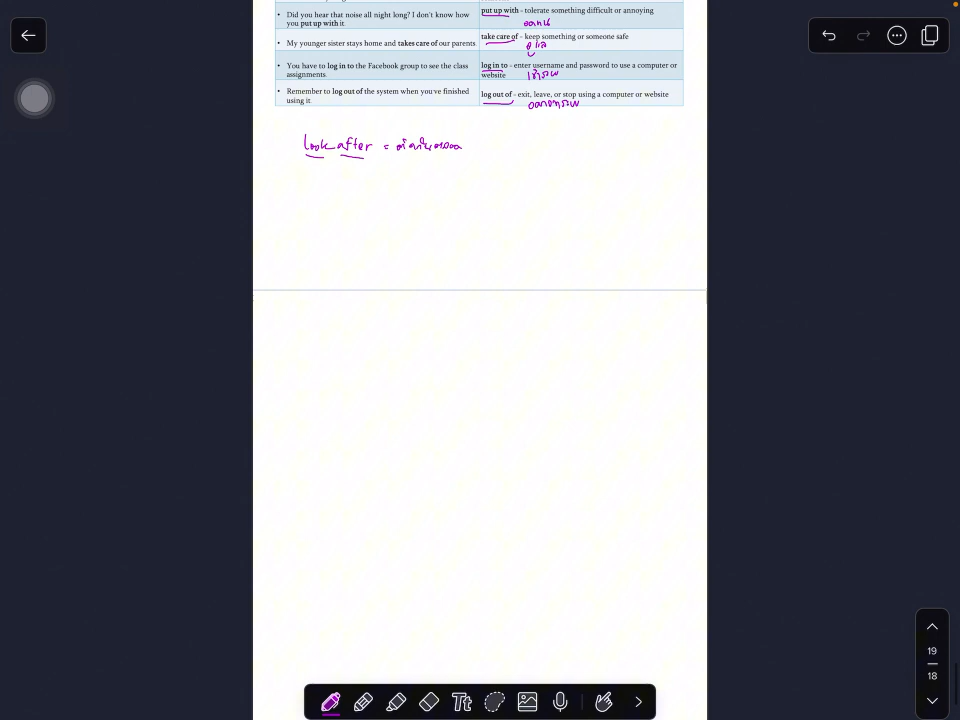 Did you hear that noise all night long? I don't know how
you put up with it.
put up with - tolerate something difficult or annoying
อดทน
• My younger sister stays home and takes care of our parents.
take care of - keep something or someone safe
ดูแล
• You have to log in to the Facebook group to see the class
assignments.
log in to - enter username and password to use a computer or
website
เข้าระบบ
• Remember to log out of the system when you've finished
using it.
log out of - exit, leave, or stop using a computer or website
ออกจากระบบ
look after =
Tt
19
18